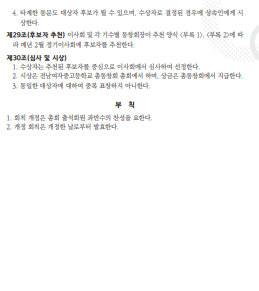 4. 타계한 동문도 대상자 후보가 될 수 있으며, 수상자로 결정된 경우에 상속인에게 시
상한다.
제29조(후보자 추천) 이사회 및 각 기수별 동창회장이 추천 양식 (부록 1), (부록 2)에 따
라 매년 2월 정기이사회에 후보자를 추천한다.
제30조(심사 및 시상)
1. 수상자는 추천된 후보자를 중심으로 이사회에서 심사하여 선정한다.
2. 시상은 전남여자중고등학교 총동창회 총회에서 하며, 상금은 총동창회에서 지급한다.
3. 동일한 대상자에 대하여 중복 표창하지 아니한다.
부 칙
1. 회칙 개정은 총회 출석회원 과반수의 찬성을 요한다.
2. 개정 회칙은 개정한 날로부터 발효한다.